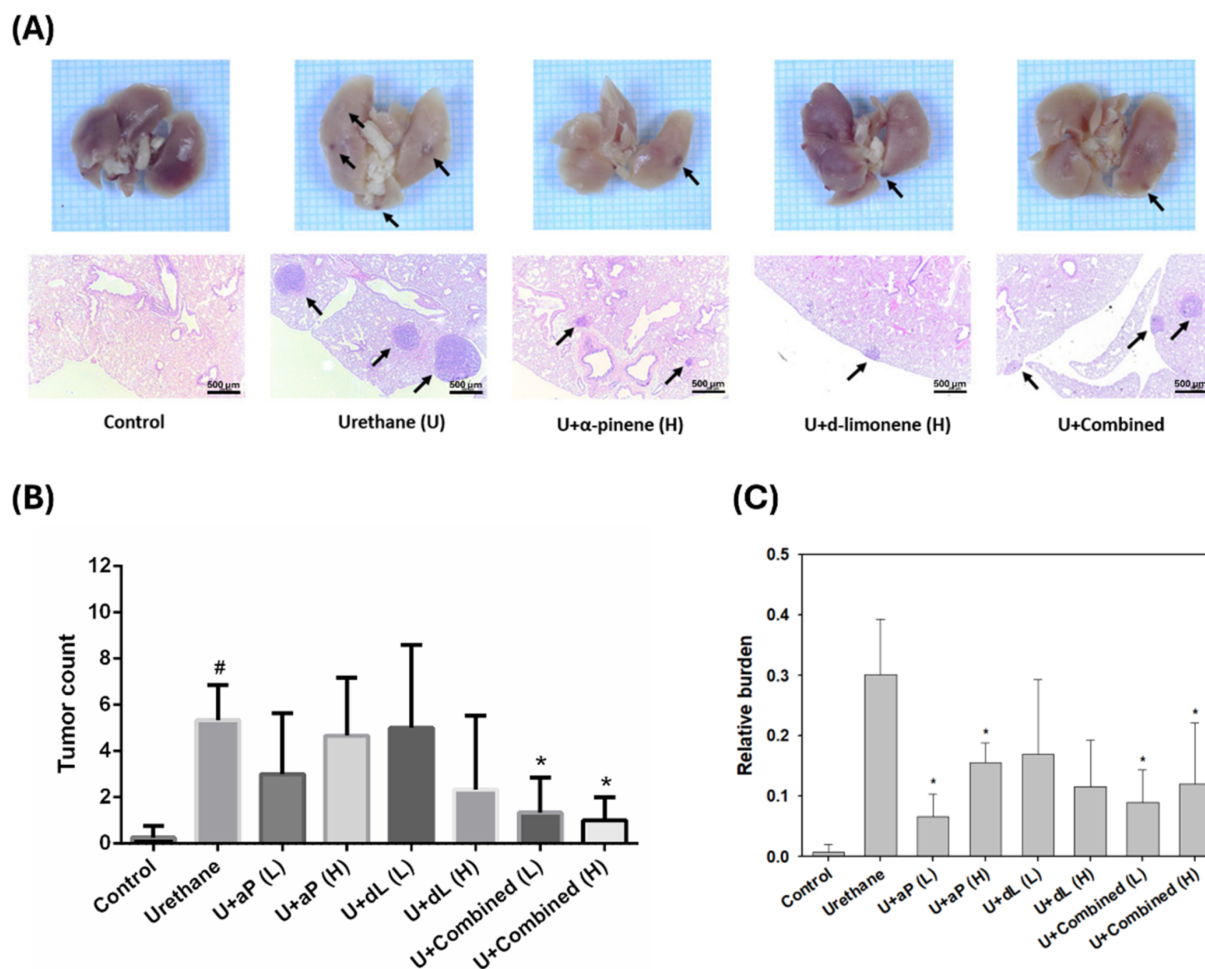 (A)
500 μm
500 μm
500 μm
500 μm
500 μm
Control
Urethane (U)
U+α-pinene (H)
U+d-limonene (H)
U+Combined
(B)
Tumor count
12
10
8
6
4
2
0
#
*
*
Control
Urethane
U+aP (L)
U+aP (H)
U+dL (L)
U+dL (H)
U+Combined (L)
U+Combined (H)
(C)
Relative burden
0.5
0.4
0.3
0.2
0.1
0.0
*
*
*
*
Control
Urethane
U+aP (L)
U+aP (H)
U+dL (L)
U+dL (H)
U+Combined (L)
U+Combined (H)